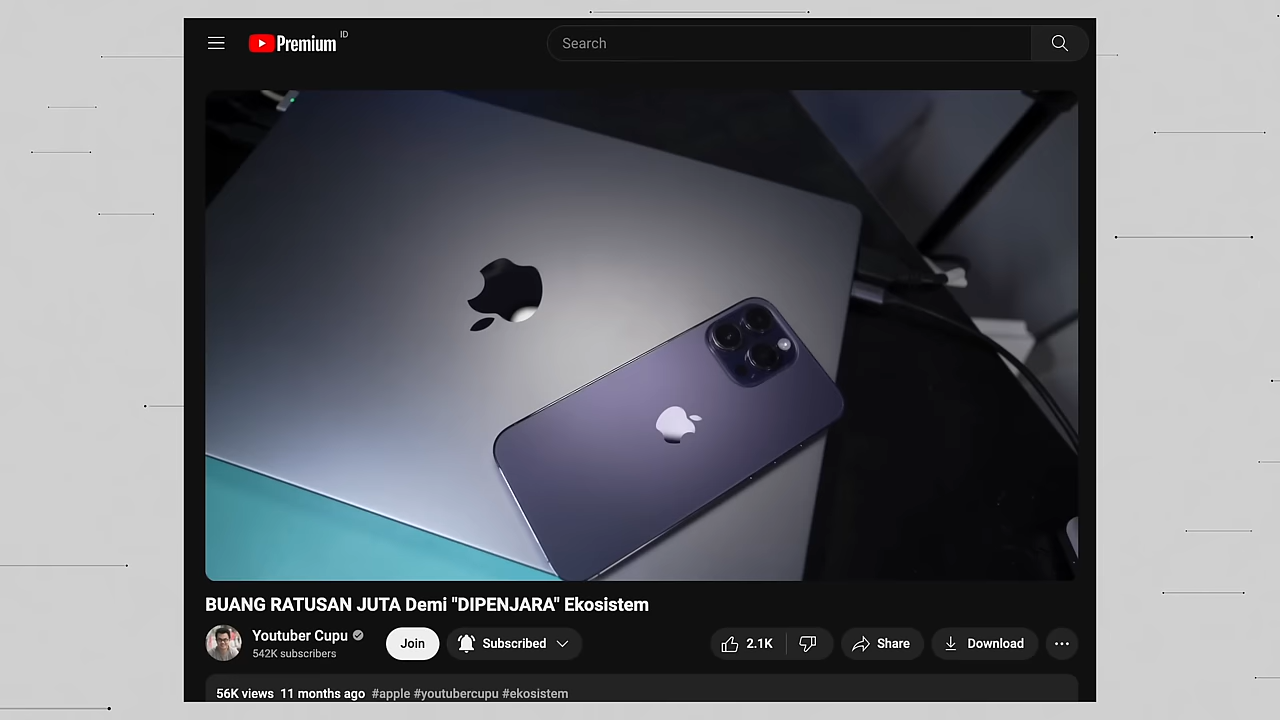 Premium ID
Search
BUANG RATUSAN JUTA Demi "DIPENJARA" Ekosistem
Youtuber Cupu
542K subscribers
Join
Subscribed
2.1K
Share
Download
56K views 11 months ago #apple #youtubercupu #ekosistem